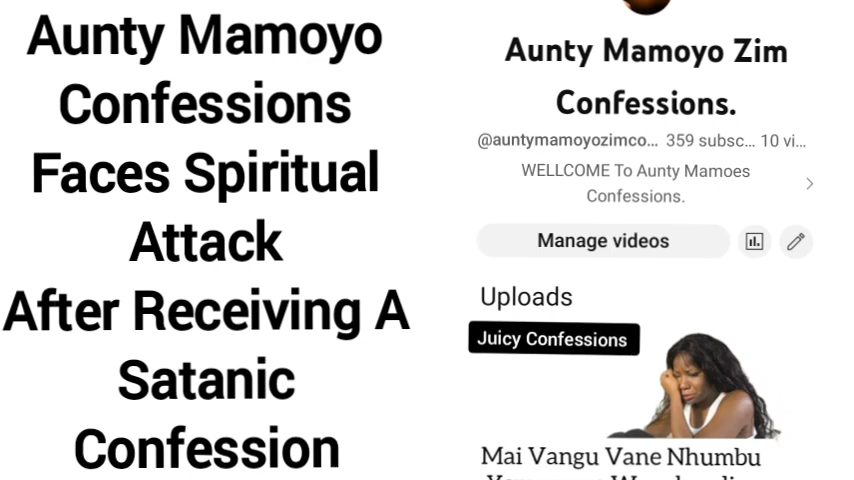 Aunty Mamoyo
Confessions
Faces Spiritual
Attack
After Receiving A
Satanic
Confession
Aunty Mamoyo Zim
Confessions.
@auntymamoyozimco... 359 subsc... 10 vi...
WELLCOME To Aunty Mamoes
Confessions.
Manage videos
Uploads
Juicy Confessions
Mai Vangu Vane Nhumbu